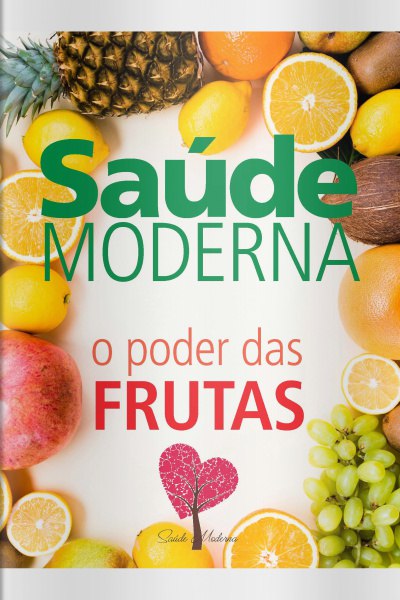 Saúde
MODERNA
o poder das
FRUTAS
Saúde Moderna